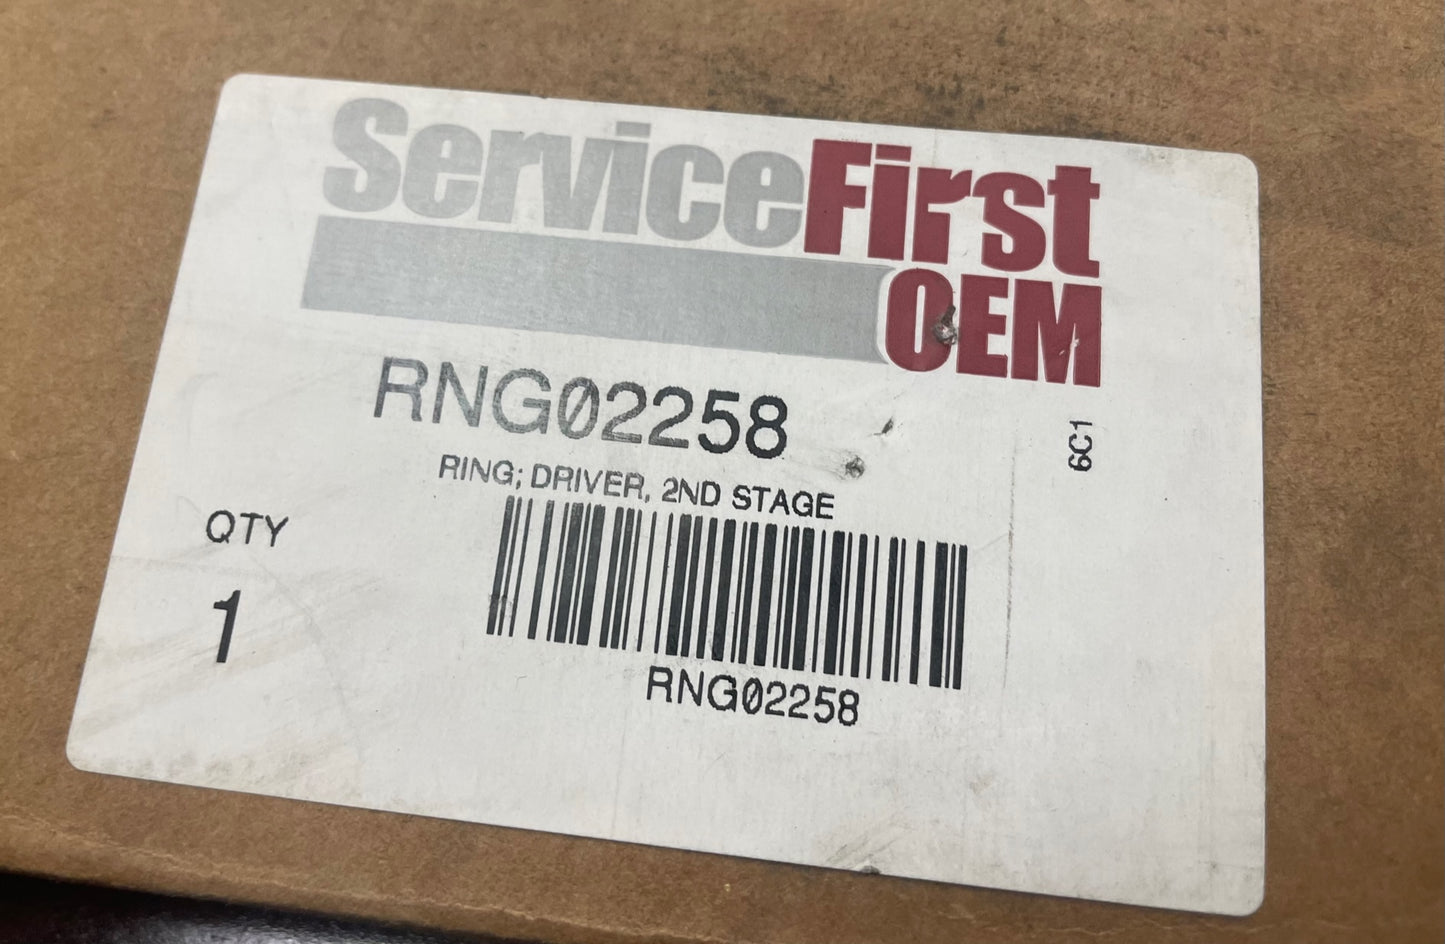 ServiceFirst
OEM
RNG02258
RING; DRIVER, 2ND STAGE
6C1
QTY
1
RNG02258